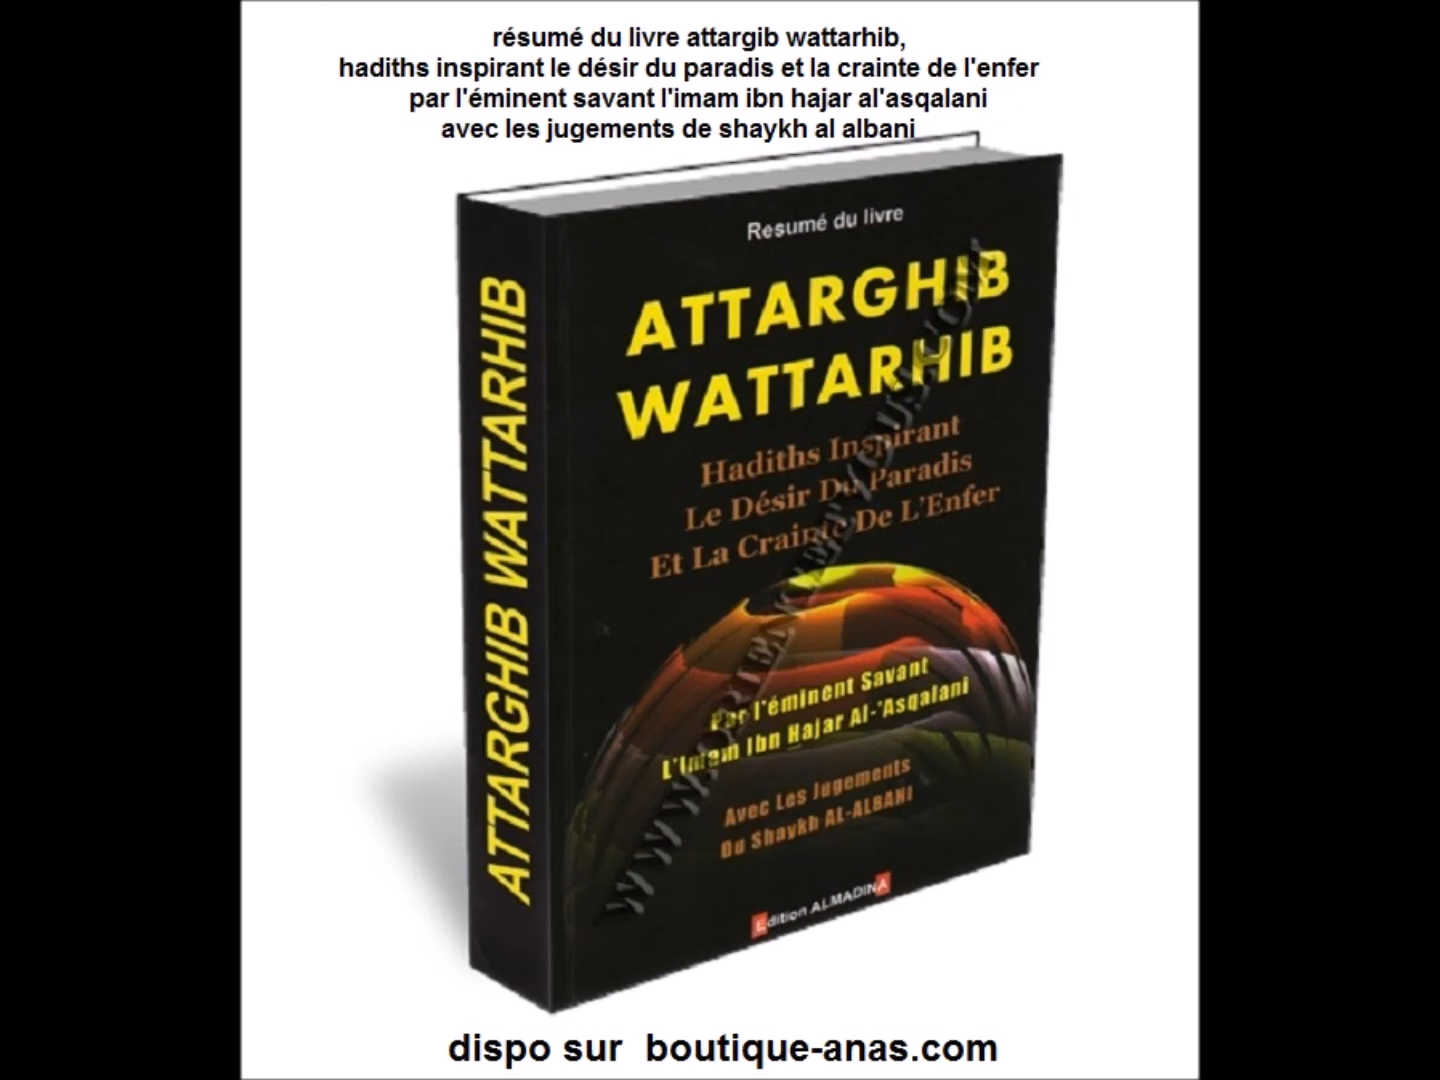 résumé du livre attargib wattarhib,
hadiths inspirant le désir du paradis et la crainte de l'enfer
par l'éminent savant l'imam ibn hajar al'asqalani
avec les jugements de shaykh al albani
Resumé du livre
ATTARGHIB
WATTARHIB
Hadiths Inspirant
Le Désir Du Paradis
Et La Crainte De L'Enfer
Par l'éminent Savant
L'Imam Ibn Hajar Al-'Asqalani
Avec Les Jugements
Du Shaykh AL-ALBANI
Edition ALMADINA
ATTARGHIB WATTARHIB
dispo sur boutique-anas.com